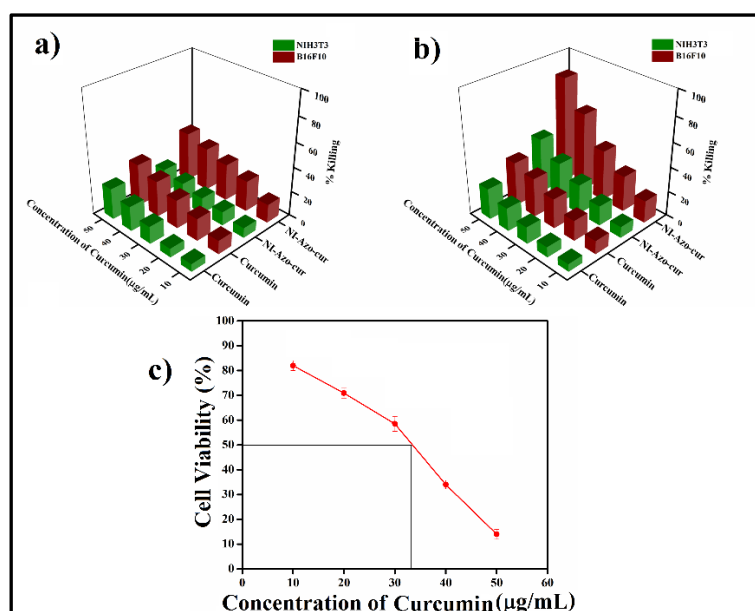 a)
NIH3T3
B16F10
100
80
60
40
20
0
% Killing
50
40
30
20
10
Concentration of Curcumin(µg/mL)
Curcumin
Curcumin
NI-Azo-cur
NI-Azo-cur
b)
NIH3T3
B16F10
100
80
60
40
20
0
% Killing
50
40
30
20
10
Concentration of Curcumin(µg/mL)
Curcumin
Curcumin
NI-Azo-cur
NI-Azo-cur
c)
100
90
80
70
60
50
40
30
20
10
0
Cell Viability (%)
0 10 20 30 40 50 60
Concentration of Curcumin(µg/mL)